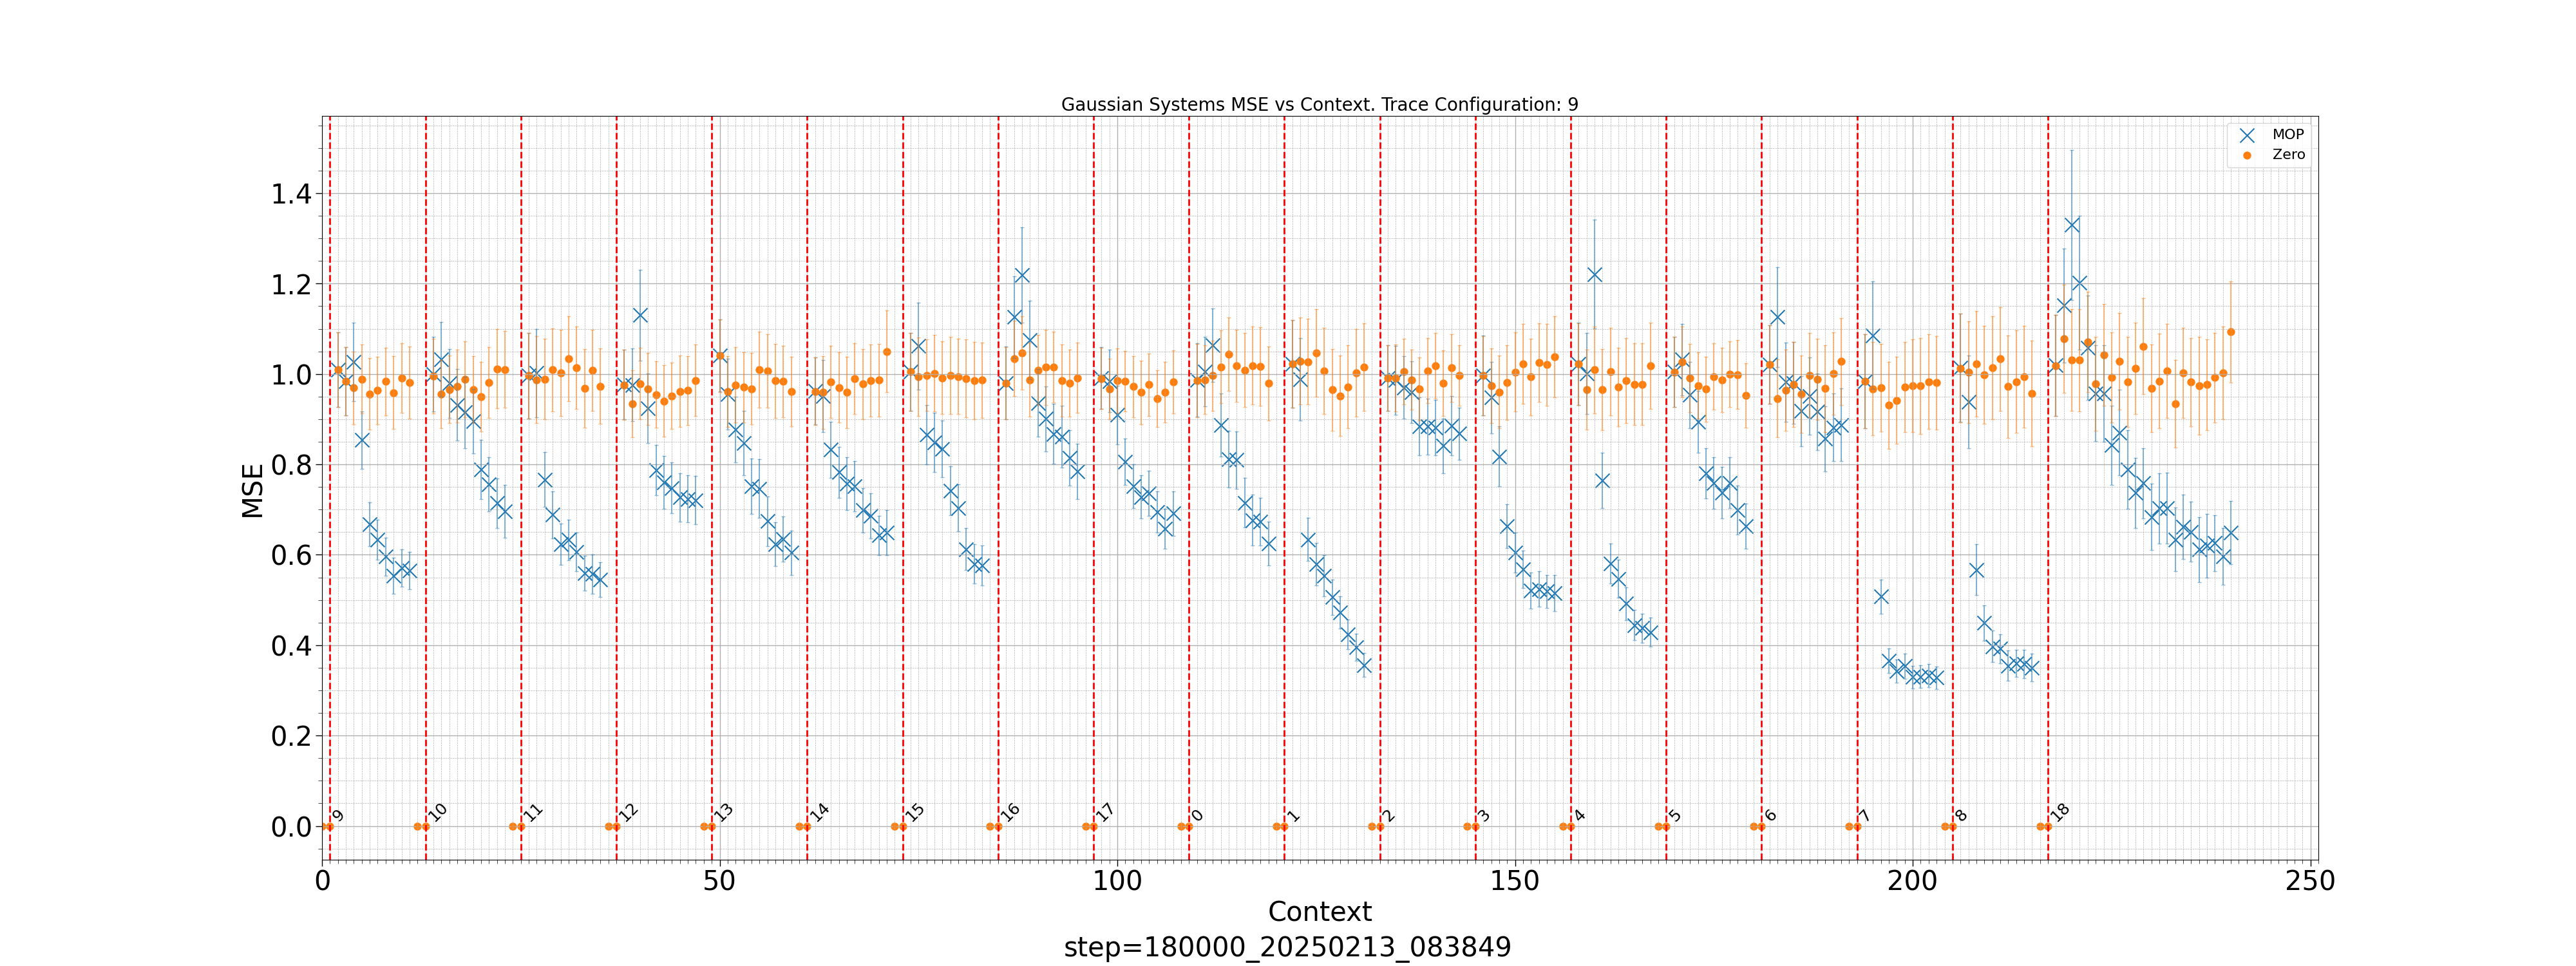 Gaussian Systems MSE vs Context. Trace Configuration: 9
MOP
Zero
MSE
1.4
1.2
1.0
0.8
0.6
0.4
0.2
0.0
9 10 11 12 13 14 15 16 17 0 1 2 3 4 5 6 7 8 18
0 50 100 150 200 250
Context
step=180000_20250213_083849